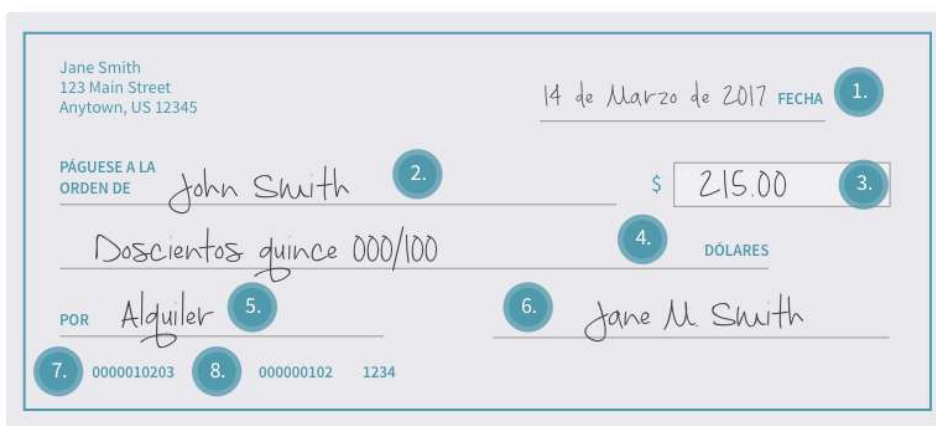 Jane Smith
123 Main Street
Anytown, US 12345
14 de Marzo de 2017 FECHA 1.
PÁGUESE A LA
ORDEN DE John Smith 2. $ 215.00 3.
Doscientos quince 000/100 4. DÓLARES
POR Alquiler 5. 6. Jane M. Smith
7. 0000010203 8. 000000102 1234